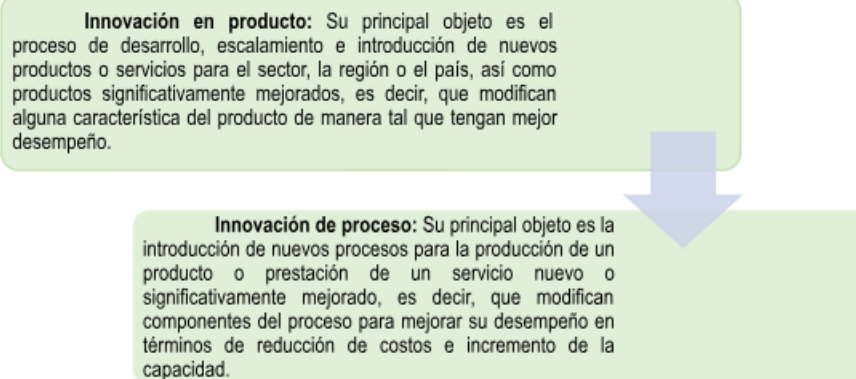 Innovación en producto: Su principal objeto es el
proceso de desarrollo, escalamiento e introducción de nuevos
productos o servicios para el sector, la región o el país, así como
productos significativamente mejorados, es decir, que modifican
alguna característica del producto de manera tal que tengan mejor
desempeño.
Innovación de proceso: Su principal objeto es la
introducción de nuevos procesos para la producción de un
producto o prestación de un servicio nuevo o
significativamente mejorado, es decir, que modifican
componentes del proceso para mejorar su desempeño en
términos de reducción de costos e incremento de la
capacidad.